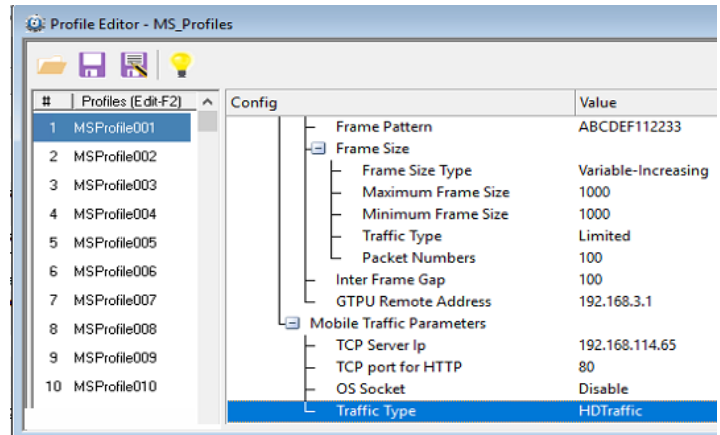 Profile Editor - MS_Profiles
# Profiles (Edit-F2) Config Value
1 MSProfile001
2 MSProfile002
3 MSProfile003
4 MSProfile004
5 MSProfile005
6 MSProfile006
7 MSProfile007
8 MSProfile008
9 MSProfile009
10 MSProfile010
Frame Pattern ABCDEF112233
Frame Size
Frame Size Type Variable-Increasing
Maximum Frame Size 1000
Minimum Frame Size 1000
Traffic Type Limited
Packet Numbers 100
Inter Frame Gap 100
GTPU Remote Address 192.168.3.1
Mobile Traffic Parameters
TCP Server Ip 192.168.114.65
TCP port for HTTP 80
OS Socket Disable
Traffic Type HDTraffic